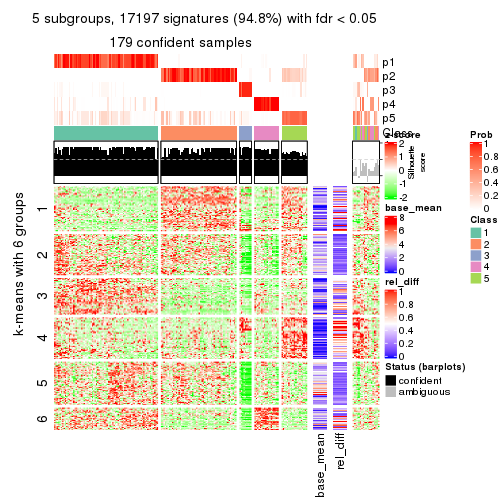 5 subgroups, 17197 signatures (94.8%) with fdr < 0.05
179 confident samples
p1
p2
p3
p4
p5
Class
z-score
2
1
0
-1
-2
Silhouette
score
Prob
1
0.8
0.6
0.4
0.2
0
base_mean
8
6
4
2
0
Class
1
2
3
4
5
rel_diff
1
0.8
0.6
0.4
0.2
0
Status (barplots)
confident
ambiguous
k-means with 6 groups
1
2
3
4
5
6
base_mean
rel_diff